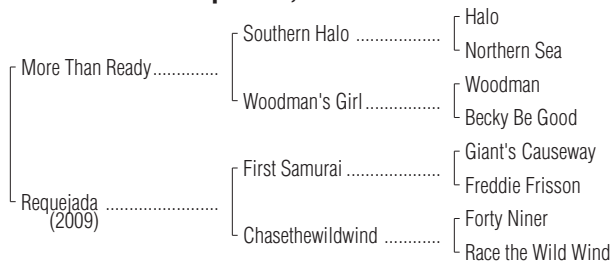 Halo
Southern Halo ..................
Northern Sea
More Than Ready..............
Woodman
Woodman's Girl................
Becky Be Good
Giant's Causeway
First Samurai ....................
Freddie Frisson
Requejada ........................
(2009)
Forty Niner
Chasethewildwind ............
Race the Wild Wind